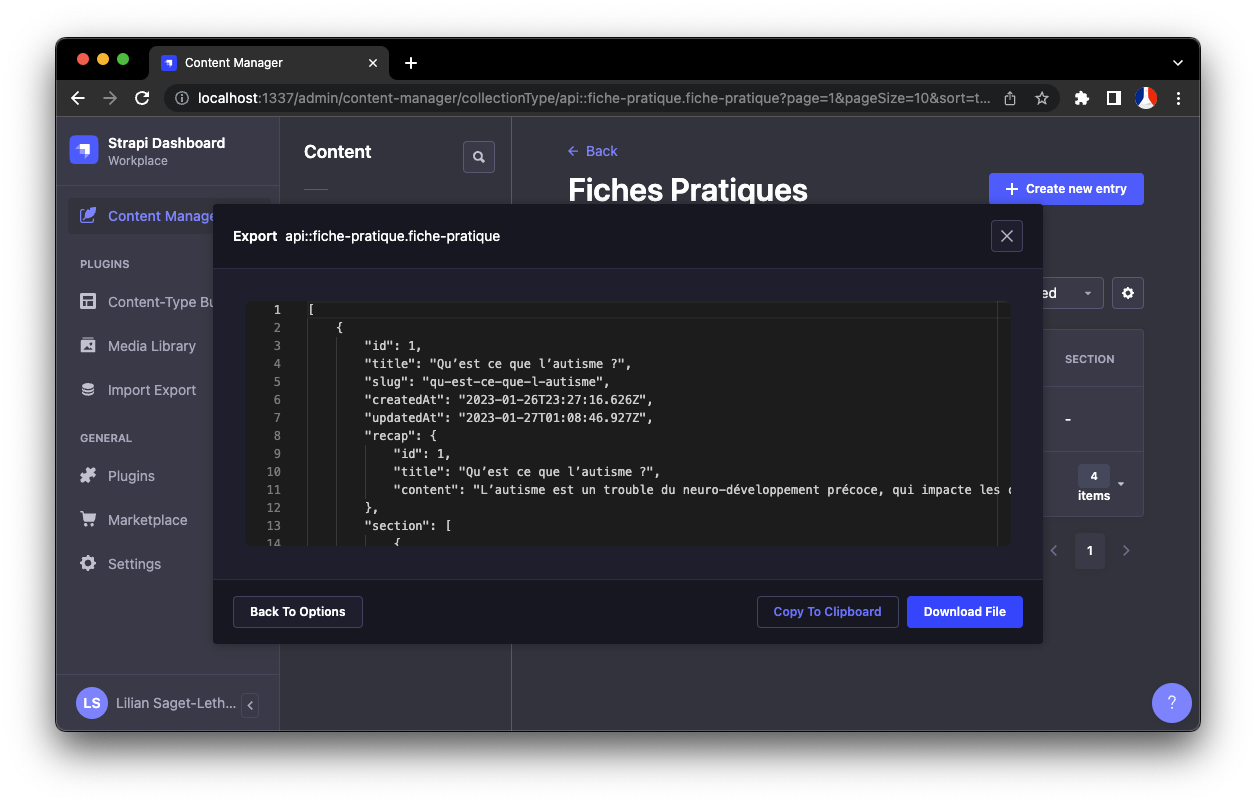 Content Manager
localhost:1337/admin/content-manager/collectionType/api::fiche-pratique.fiche-pratique?page=1&pageSize=10&sort=t...
Strapi Dashboard
Workplace
Content Manage
PLUGINS
Content-Type Bu
Media Library
Import Export
GENERAL
Plugins
Marketplace
Settings
LS Lilian Saget-Leth...
Content
Back
Fiches Pratiques
Create new entry
ed
SECTION
-
4
items
1
?
Export api::fiche-pratique.fiche-pratique
1 [
2 {
3 "id": 1,
4 "title": "Qu’est ce que l’autisme ?",
5 "slug": "qu-est-ce-que-l-autisme",
6 "createdAt": "2023-01-26T23:27:16.626Z",
7 "updatedAt": "2023-01-27T01:08:46.927Z",
8 "recap": {
9 "id": 1,
10 "title": "Qu’est ce que l’autisme ?",
11 "content": "L’autisme est un trouble du neuro-développement précoce, qui impacte les
12 },
13 "section": [
14 {
Back To Options
Copy To Clipboard
Download File